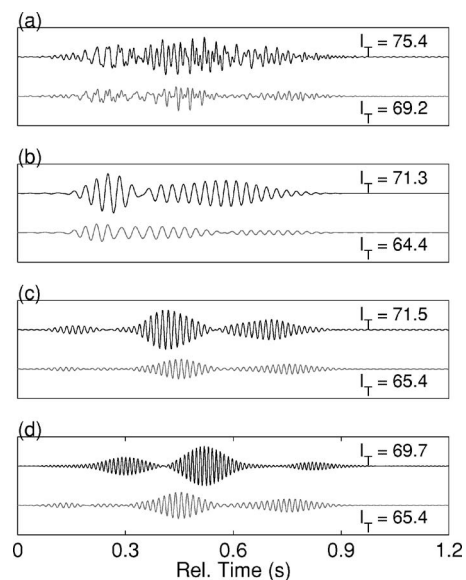 (a)
I_T = 75.4
I_T = 69.2
(b)
I_T = 71.3
I_T = 64.4
(c)
I_T = 71.5
I_T = 65.4
(d)
I_T = 69.7
I_T = 65.4
0 0.3 0.6 0.9 1.2
Rel. Time (s)